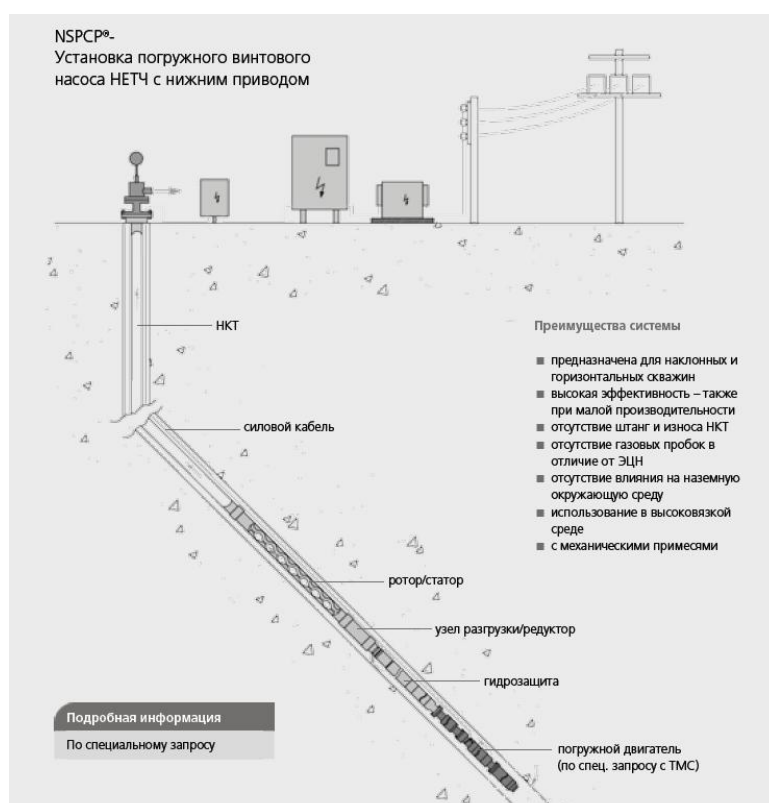 NSPCP®-
Установка погружного винтового
насоса НЕТЧ с нижним приводом
НКТ
силовой кабель
Преимущества системы
предназначена для наклонных и
горизонтальных скважин
высокая эффективность – также
при малой производительности
отсутствие штанг и износа НКТ
отсутствие газовых пробок в
отличие от ЭЦН
отсутствие влияния на наземную
окружающую среду
использование в высоковязкой
среде
с механическими примесями
ротор/статор
узел разгрузки/редуктор
гидрозащита
погружной двигатель
(по спец. запросу с ТМС)
Подробная информация
По специальному запросу